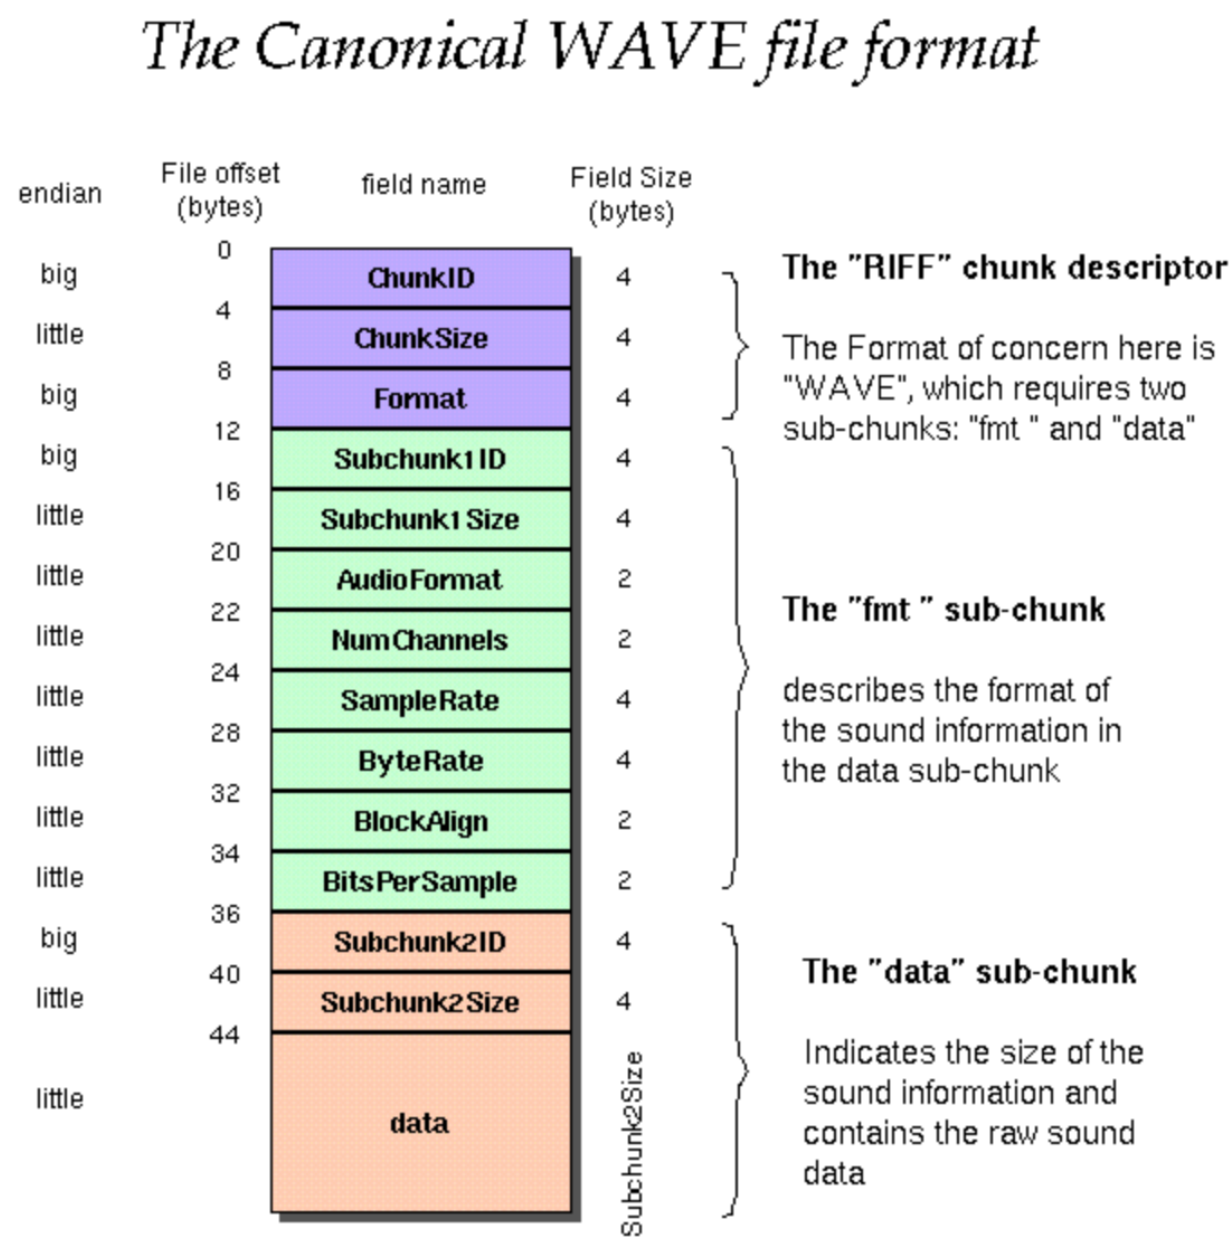 The Canonical WAVE file format
endian
File offset
(bytes)
field name
Field Size
(bytes)
0
big
ChunkID
4
4
little
ChunkSize
4
8
big
Format
4
12
big
Subchunk1ID
4
16
little
Subchunk1Size
4
20
little
AudioFormat
2
22
little
NumChannels
2
24
little
SampleRate
4
28
little
ByteRate
4
32
little
BlockAlign
2
34
little
BitsPerSample
2
36
big
Subchunk2ID
4
40
little
Subchunk2Size
4
44
little
data
Subchunk2Size
The "RIFF" chunk descriptor
The Format of concern here is
"WAVE", which requires two
sub-chunks: "fmt " and "data"
The "fmt " sub-chunk
describes the format of
the sound information in
the data sub-chunk
The "data" sub-chunk
Indicates the size of the
sound information and
contains the raw sound
data